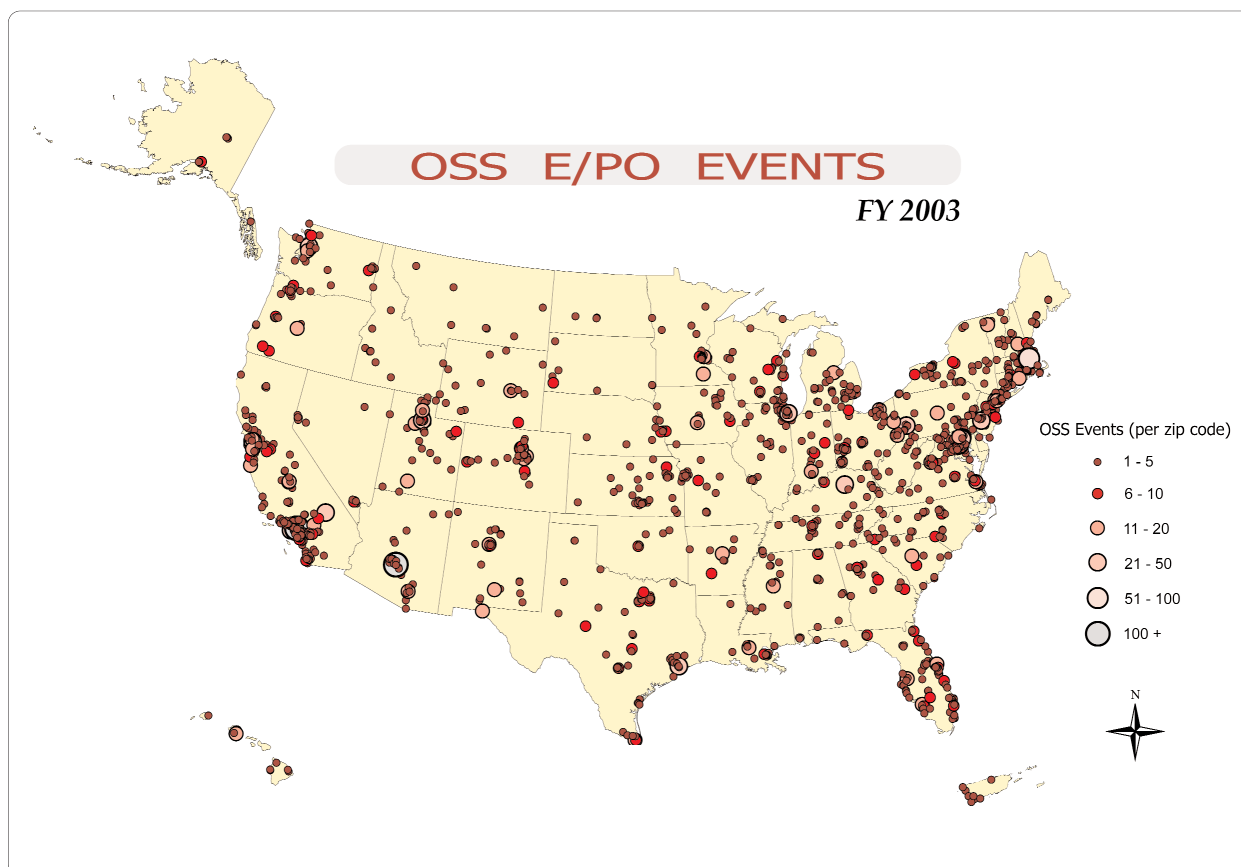 OSS E/PO EVENTS
FY 2003
OSS Events (per zip code)
1 - 5
6 - 10
11 - 20
21 - 50
51 - 100
100 +
N